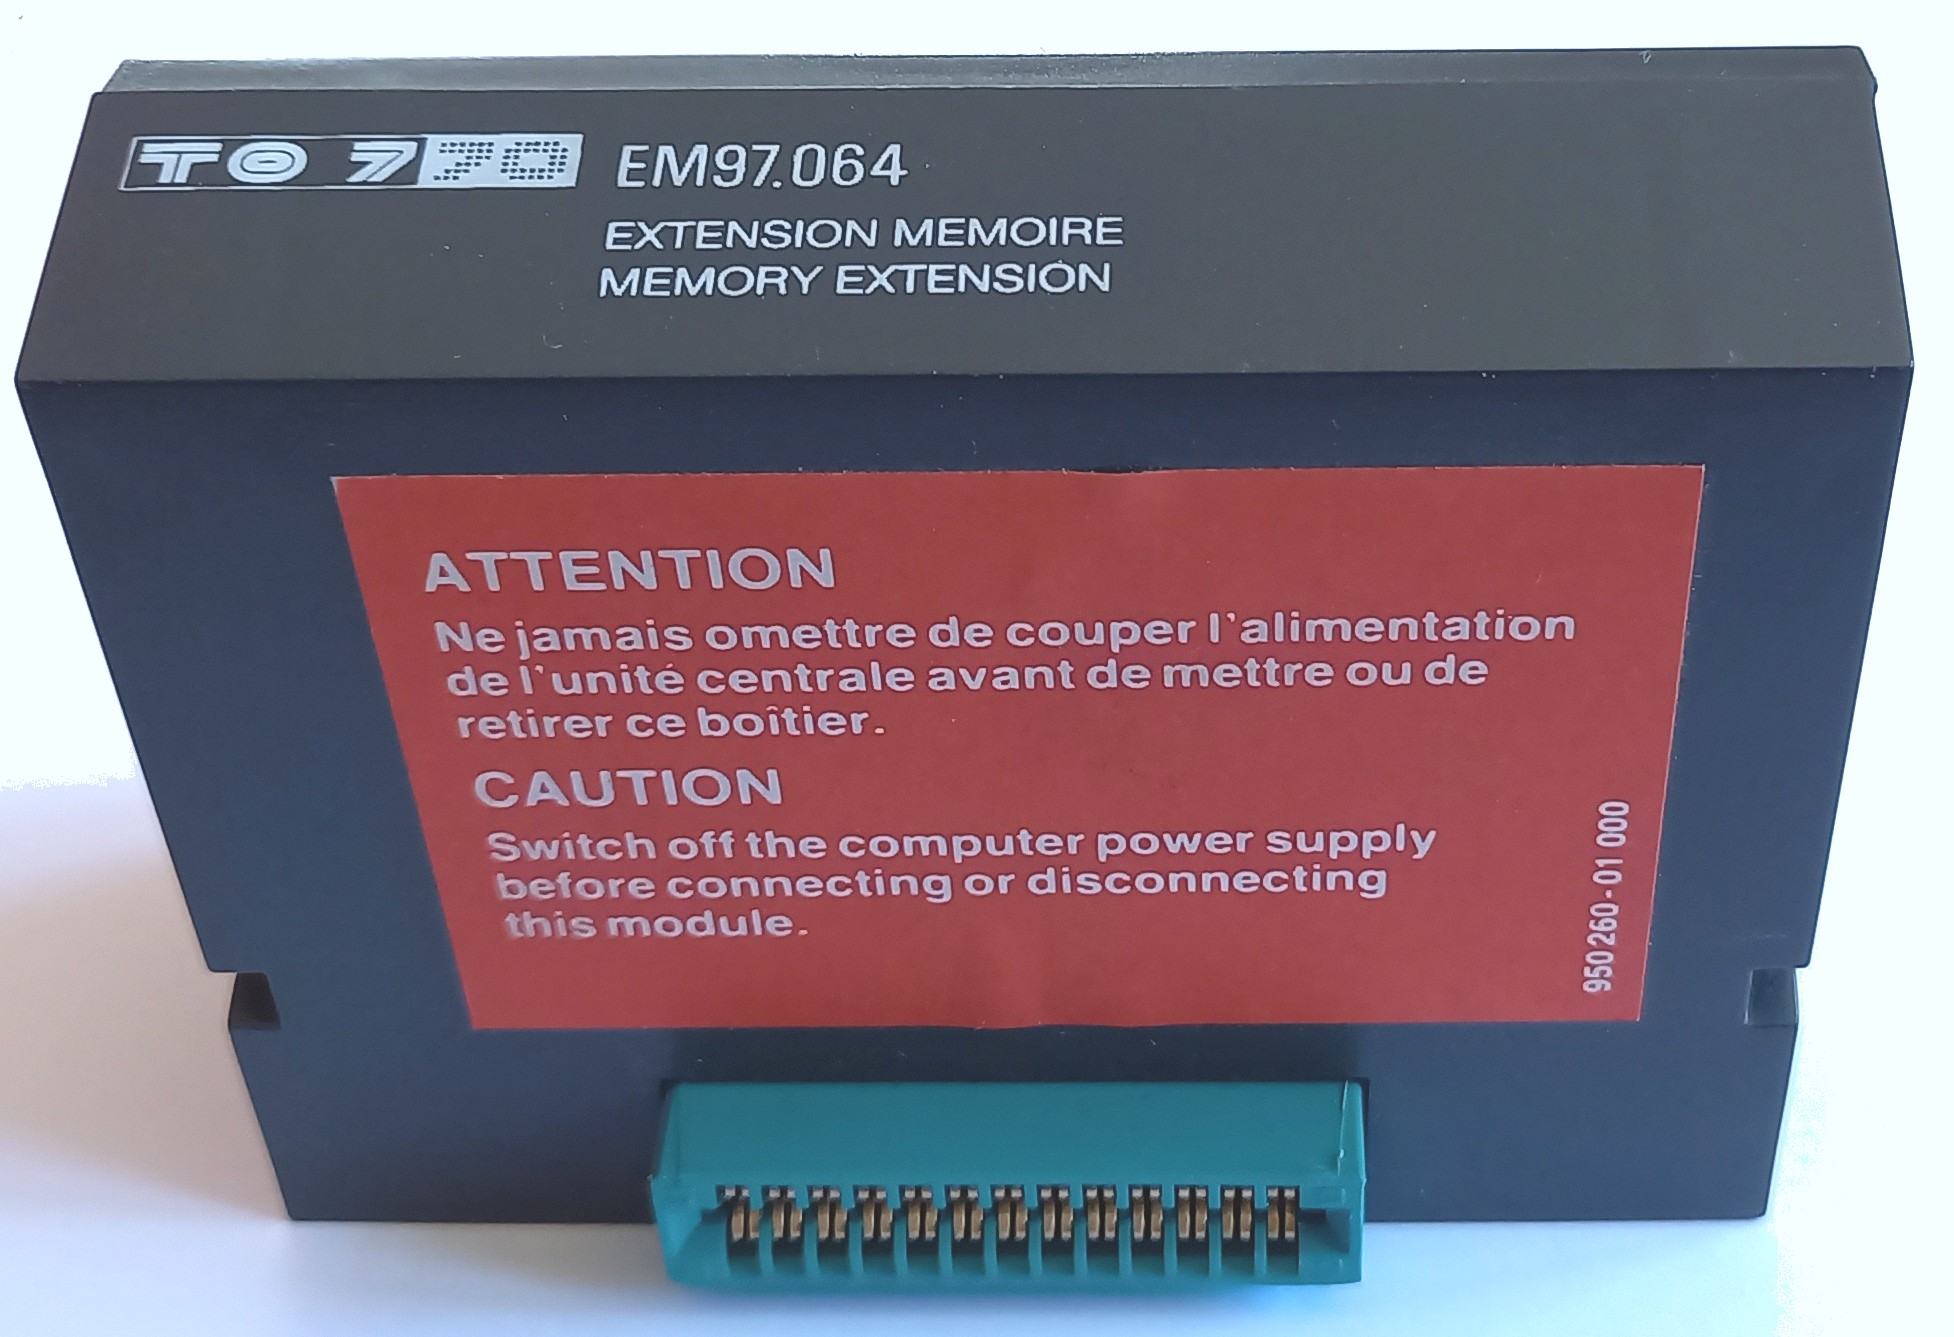 TO 7 70 EM97.064
EXTENSION MEMOIRE
MEMORY EXTENSION
ATTENTION
Ne jamais omettre de couper l'alimentation
de l'unité centrale avant de mettre ou de
retirer ce boîtier.
CAUTION
Switch off the computer power supply
before connecting or disconnecting
this module.
950260-01 000